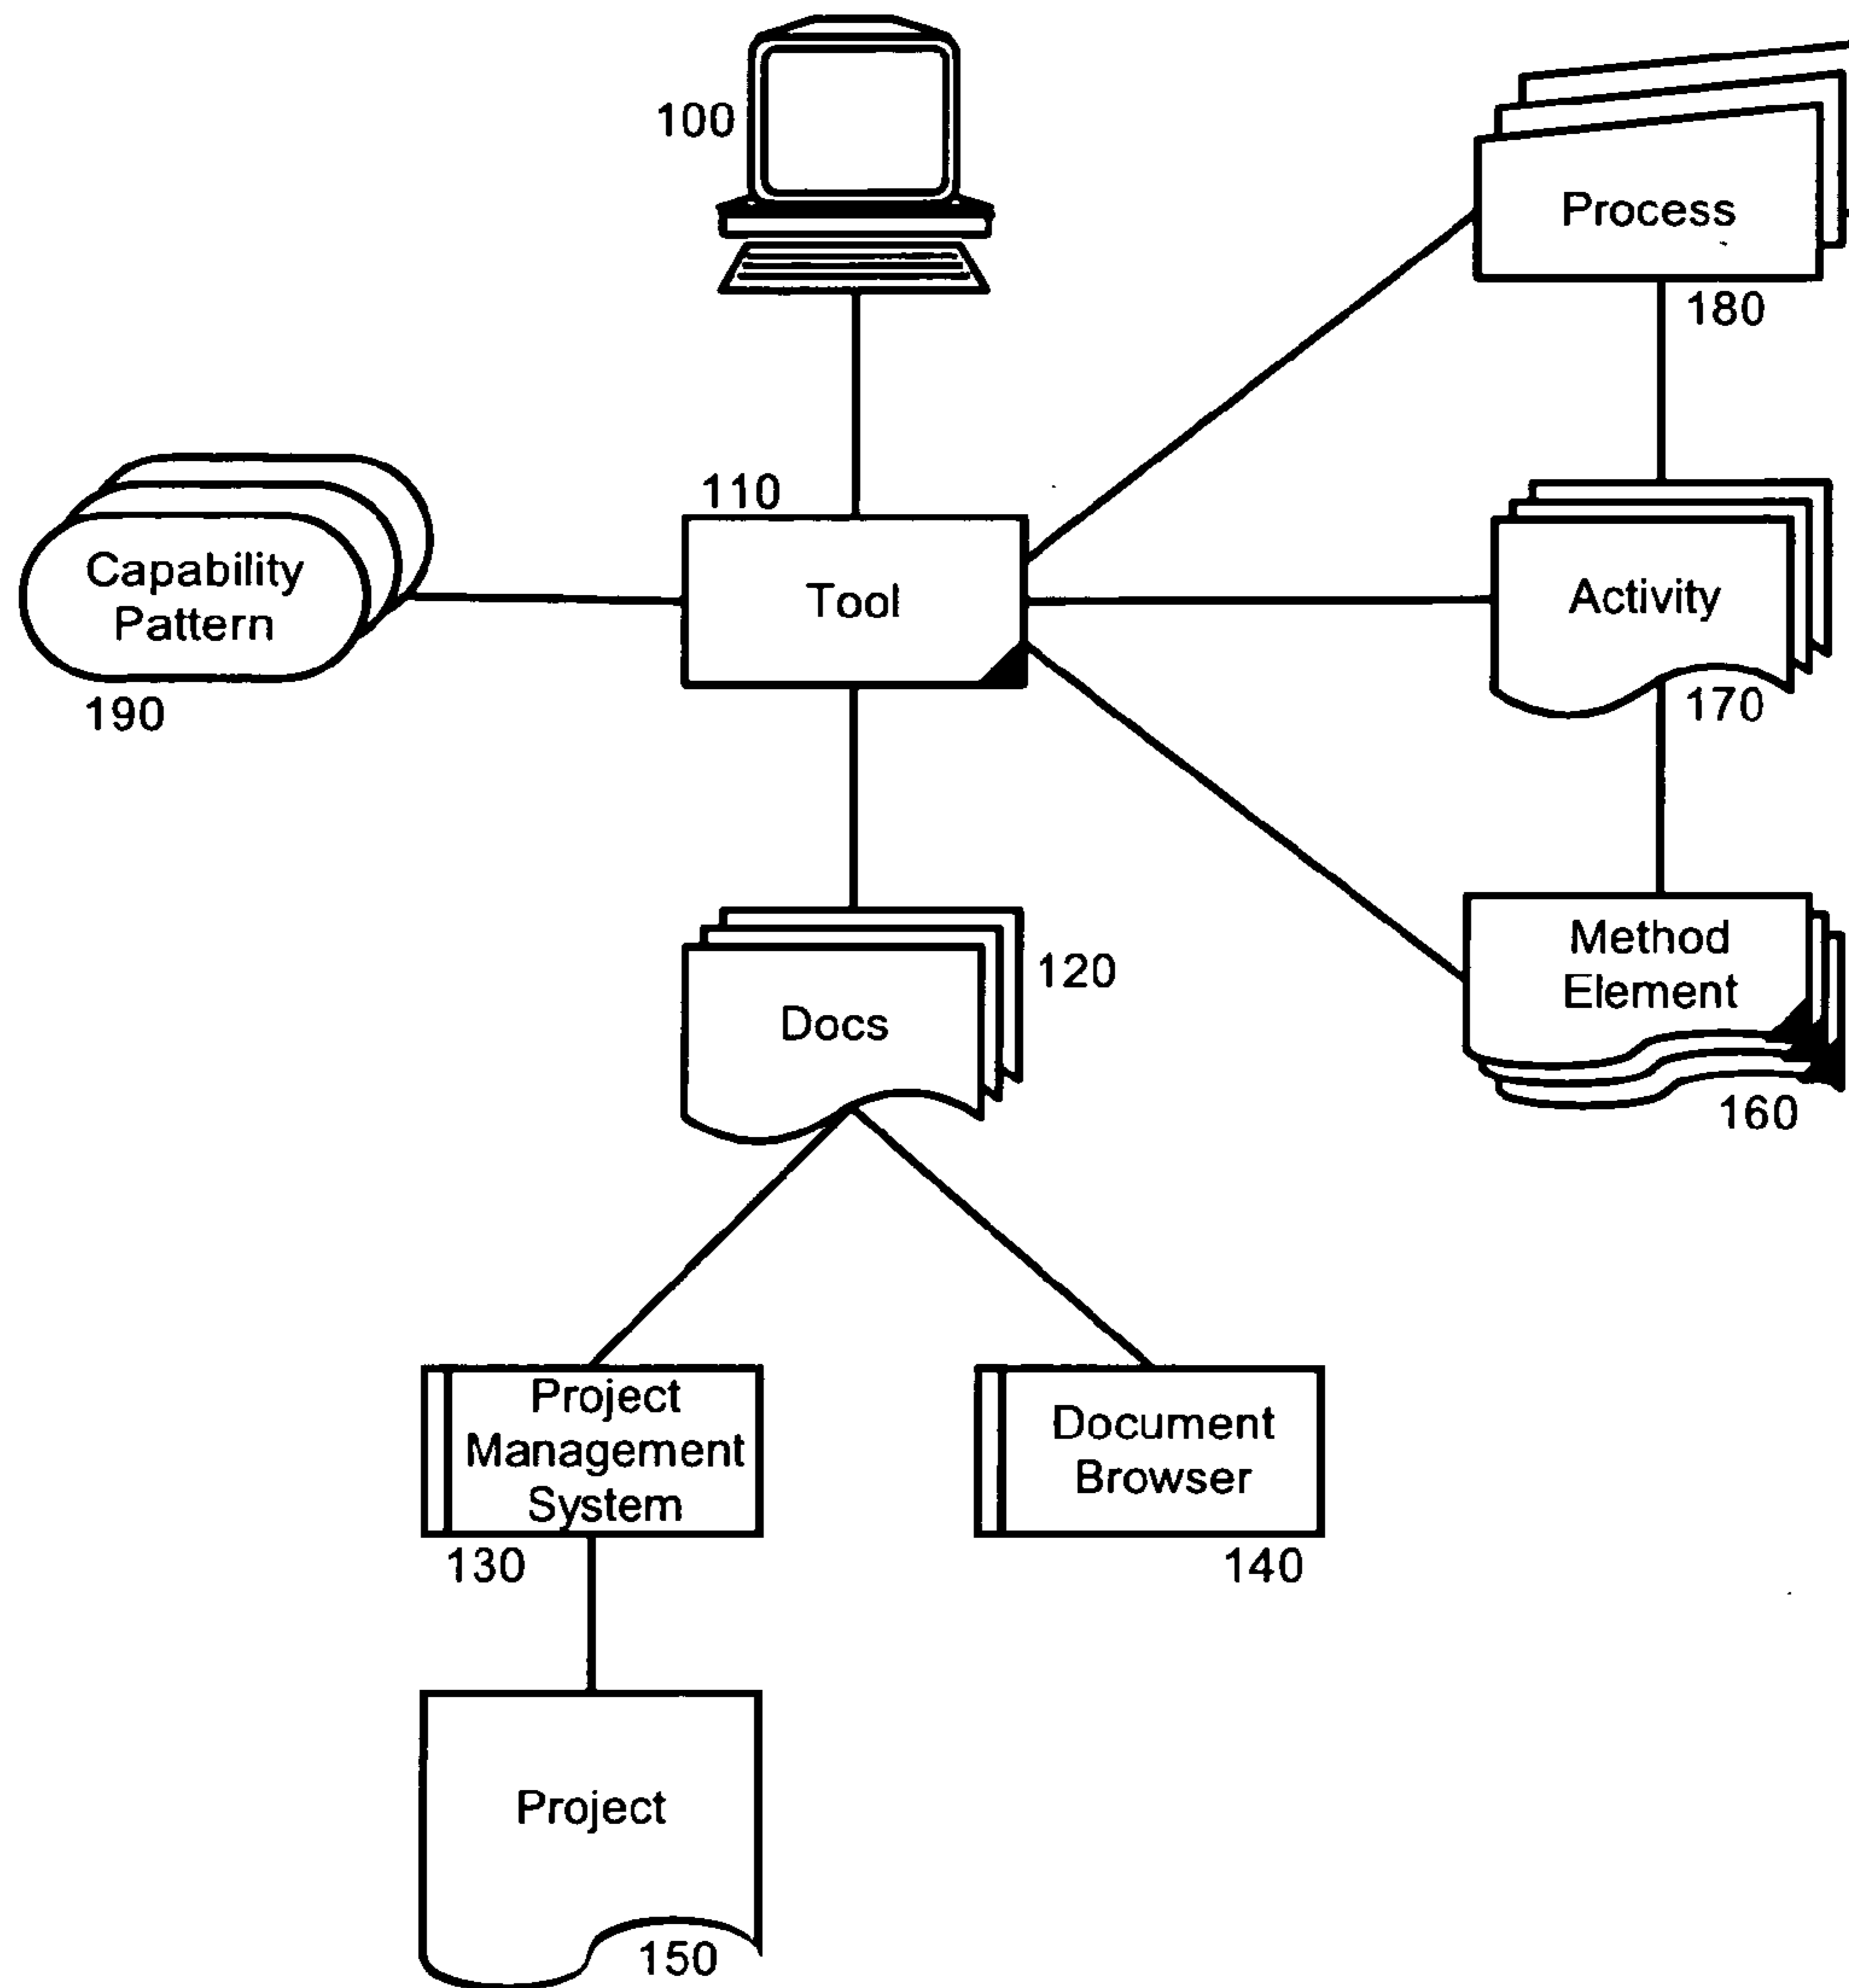 100
Process
180
110
Capability
Pattern
190
Tool
Activity
170
120
Docs
Method
Element
160
Project
Management
System
130
Document
Browser
140
Project
150